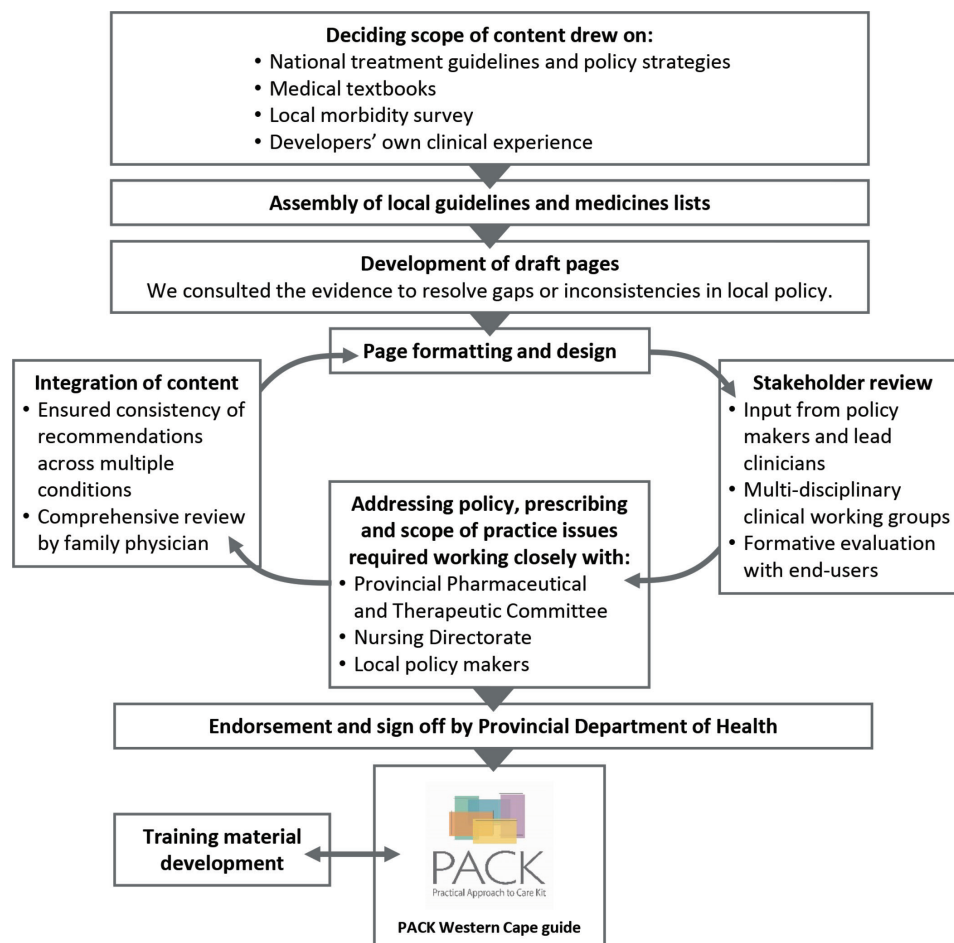 Deciding scope of content drew on:
• National treatment guidelines and policy strategies
• Medical textbooks
• Local morbidity survey
• Developers’ own clinical experience
Assembly of local guidelines and medicines lists
Development of draft pages
We consulted the evidence to resolve gaps or inconsistencies in local policy.
Page formatting and design
Stakeholder review
• Input from policy
makers and lead
clinicians
• Multi-disciplinary
clinical working groups
• Formative evaluation
with end-users
Addressing policy, prescribing
and scope of practice issues
required working closely with:
• Provincial Pharmaceutical
and Therapeutic Committee
• Nursing Directorate
• Local policy makers
Integration of content
• Ensured consistency of
recommendations
across multiple
conditions
• Comprehensive review
by family physician
Endorsement and sign off by Provincial Department of Health
Training material
development
PACK
Practical Approach to Care Kit
PACK Western Cape guide